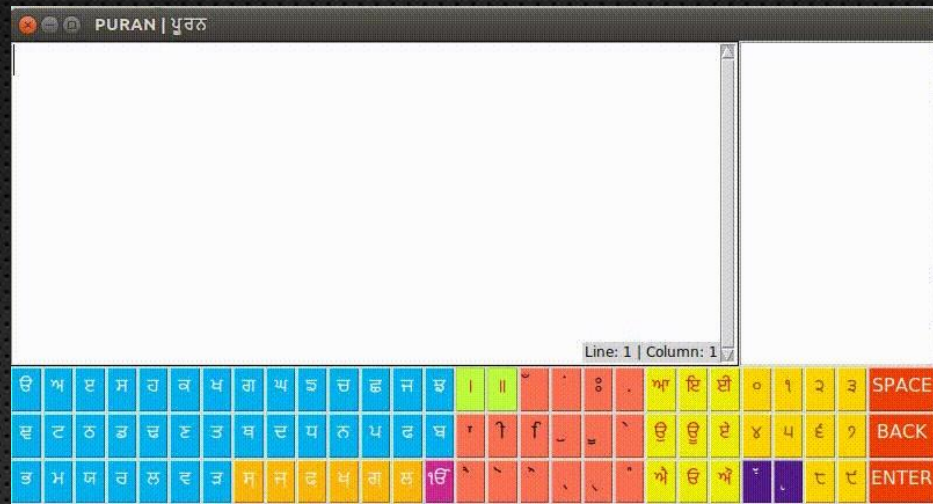 PURAN | ਪੂਰਨ
Line: 1 | Column: 1
ੳ ਅ ੲ ਸ ਹ ਕ ਖ ਗ ਘ ਙ ਚ ਛ ਜ ਝ । ॥ ਆ ਇ ਈ ੦ ੧ ੨ ੩ SPACE
ਞ ਟ ਠ ਡ ਢ ਣ ਤ ਥ ਦ ਧ ਨ ਪ ਫ ਬ ਾ ੀ ਿ ੁ ੂ ਉ ਊ ਏ ੪ ੫ ੬ ੭ BACK
ਭ ਮ ਯ ਰ ਲ ਵ ੜ ਸ਼ ਜ਼ ਫ਼ ਖ਼ ਗ਼ ਲ਼ ੴ ਐ ਓ ਔ ੮ ੯ ENTER